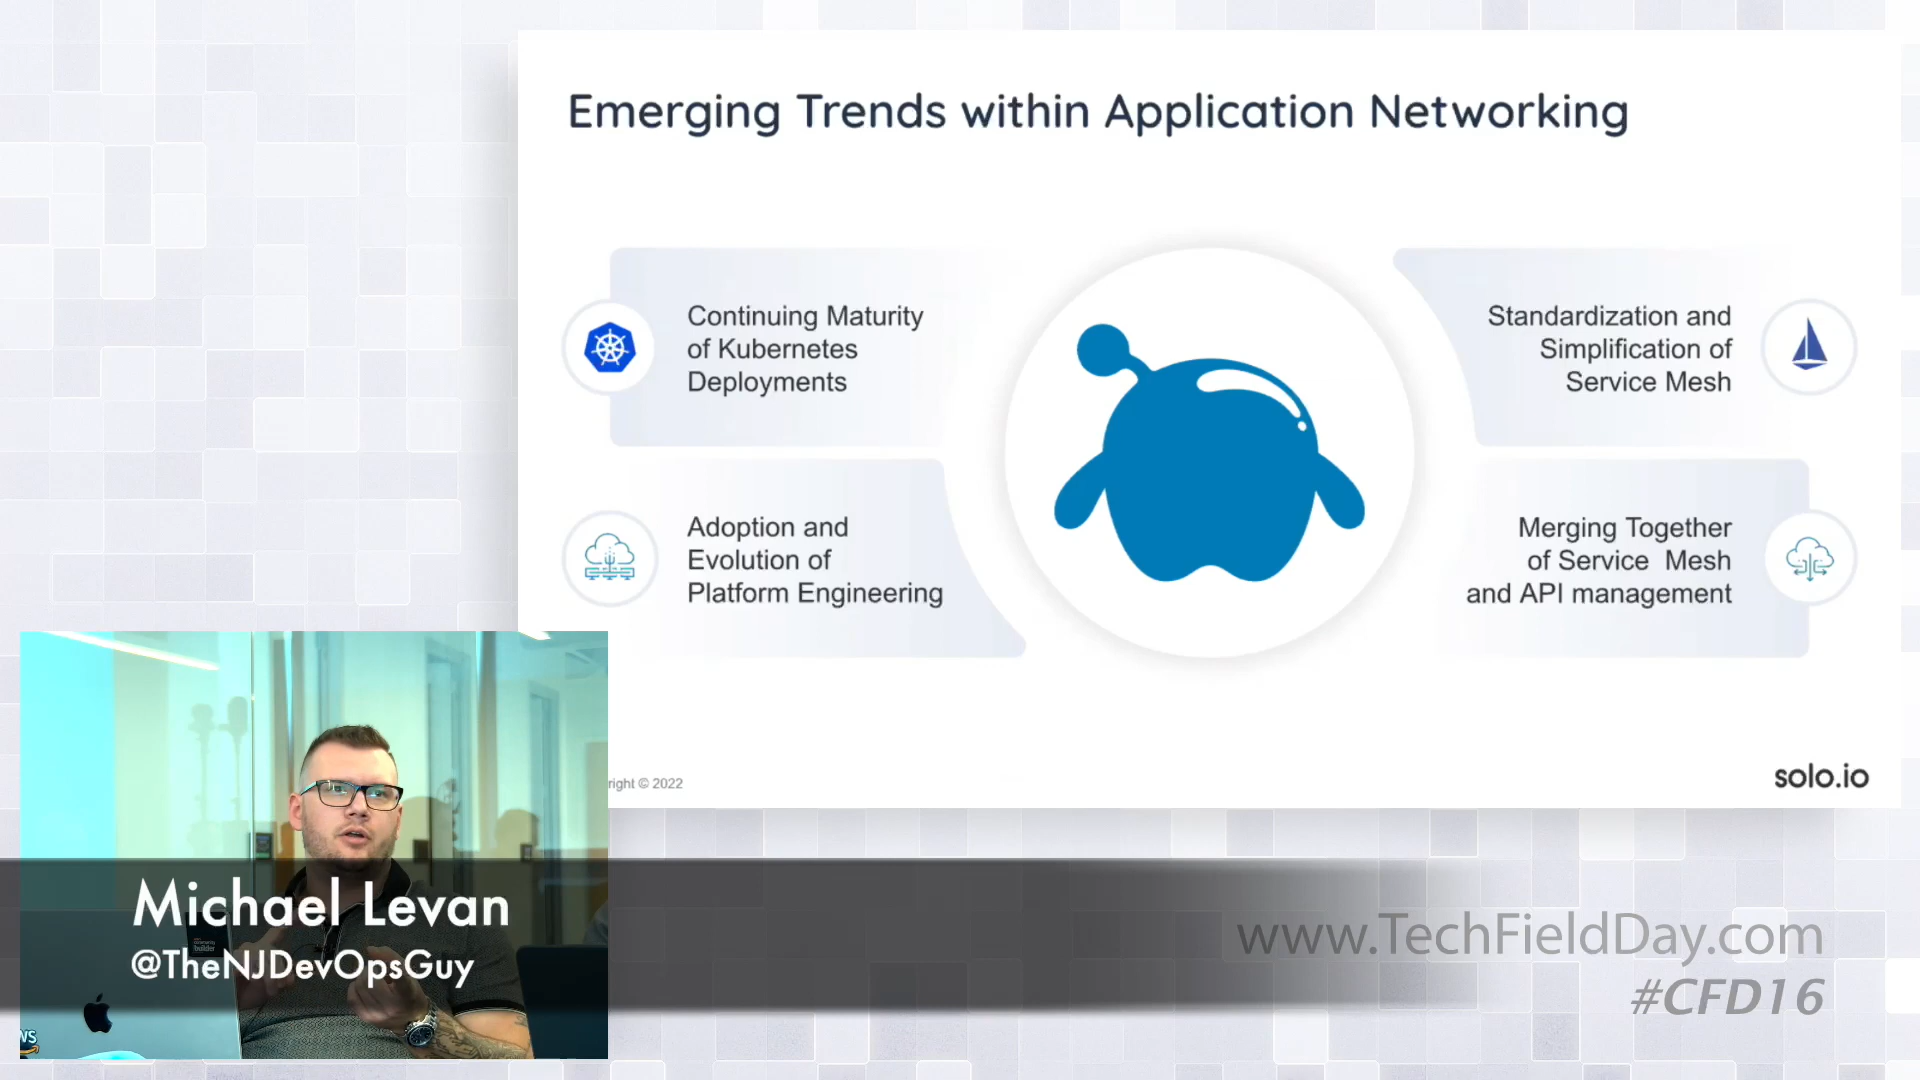 Emerging Trends within Application Networking
Continuing Maturity
of Kubernetes
Deployments
Standardization and
Simplification of
Service Mesh
Adoption and
Evolution of
Platform Engineering
Merging Together
of Service Mesh
and API management
right © 2022
solo.io
Michael Levan
@TheNJDevOpsGuy
www.TechFieldDay.com
#CFD16
builder
WS